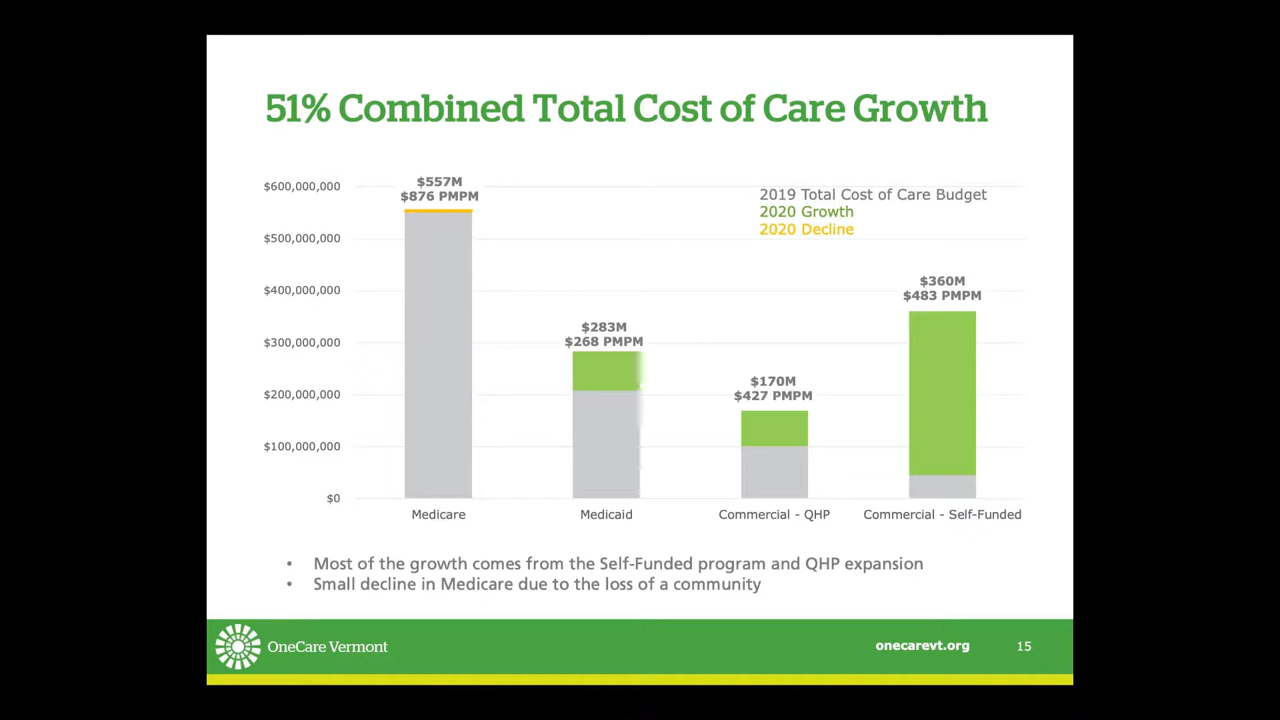 51% Combined Total Cost of Care Growth
$557M
$876 PMPM
$283M
$268 PMPM
$170M
$427 PMPM
$360M
$483 PMPM
2019 Total Cost of Care Budget
2020 Growth
2020 Decline
$600,000,000
$500,000,000
$400,000,000
$300,000,000
$200,000,000
$100,000,000
$0
Medicare
Medicaid
Commercial - QHP
Commercial - Self-Funded
• Most of the growth comes from the Self-Funded program and QHP expansion
• Small decline in Medicare due to the loss of a community
OneCare Vermont
onecarevt.org
15